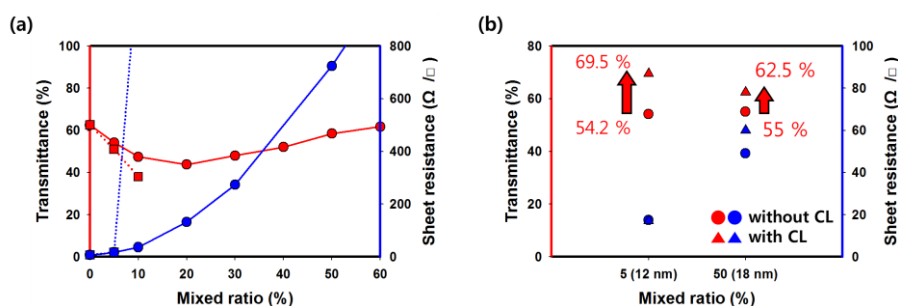 (a)
100
80
60
40
20
0
Transmittance (%)
800
600
400
200
0
Sheet resistance (Ω /□)
0 10 20 30 40 50 60
Mixed ratio (%)
(b)
80
60
40
20
0
Transmittance (%)
69.5 %
54.2 %
62.5 %
55 %
without CL
with CL
100
80
60
40
20
0
Sheet resistance (Ω /□)
5 (12 nm) 50 (18 nm)
Mixed ratio (%)